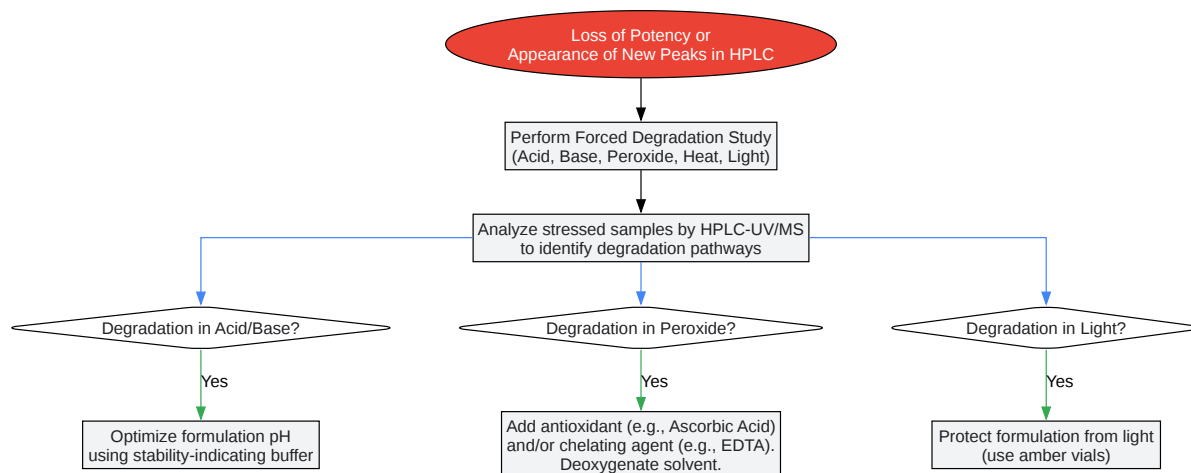 Loss of Potency or
Appearance of New Peaks in HPLC
Perform Forced Degradation Study
(Acid, Base, Peroxide, Heat, Light)
Analyze stressed samples by HPLC-UV/MS
to identify degradation pathways
Degradation in Acid/Base?
Degradation in Peroxide?
Degradation in Light?
Yes
Yes
Yes
Optimize formulation pH
using stability-indicating buffer
Add antioxidant (e.g., Ascorbic Acid)
and/or chelating agent (e.g., EDTA).
Deoxygenate solvent.
Protect formulation from light
(use amber vials)